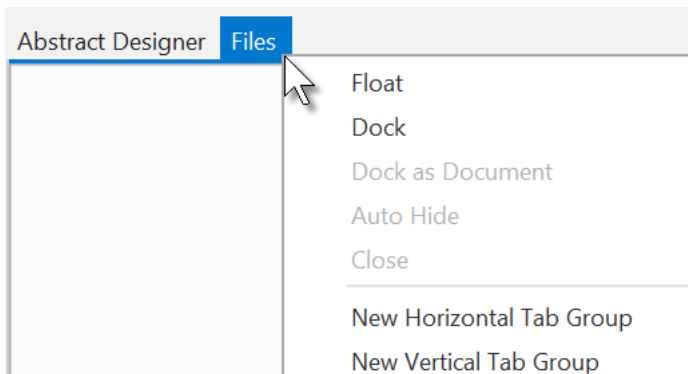 Abstract Designer Files
Float
Dock
Dock as Document
Auto Hide
Close
New Horizontal Tab Group
New Vertical Tab Group